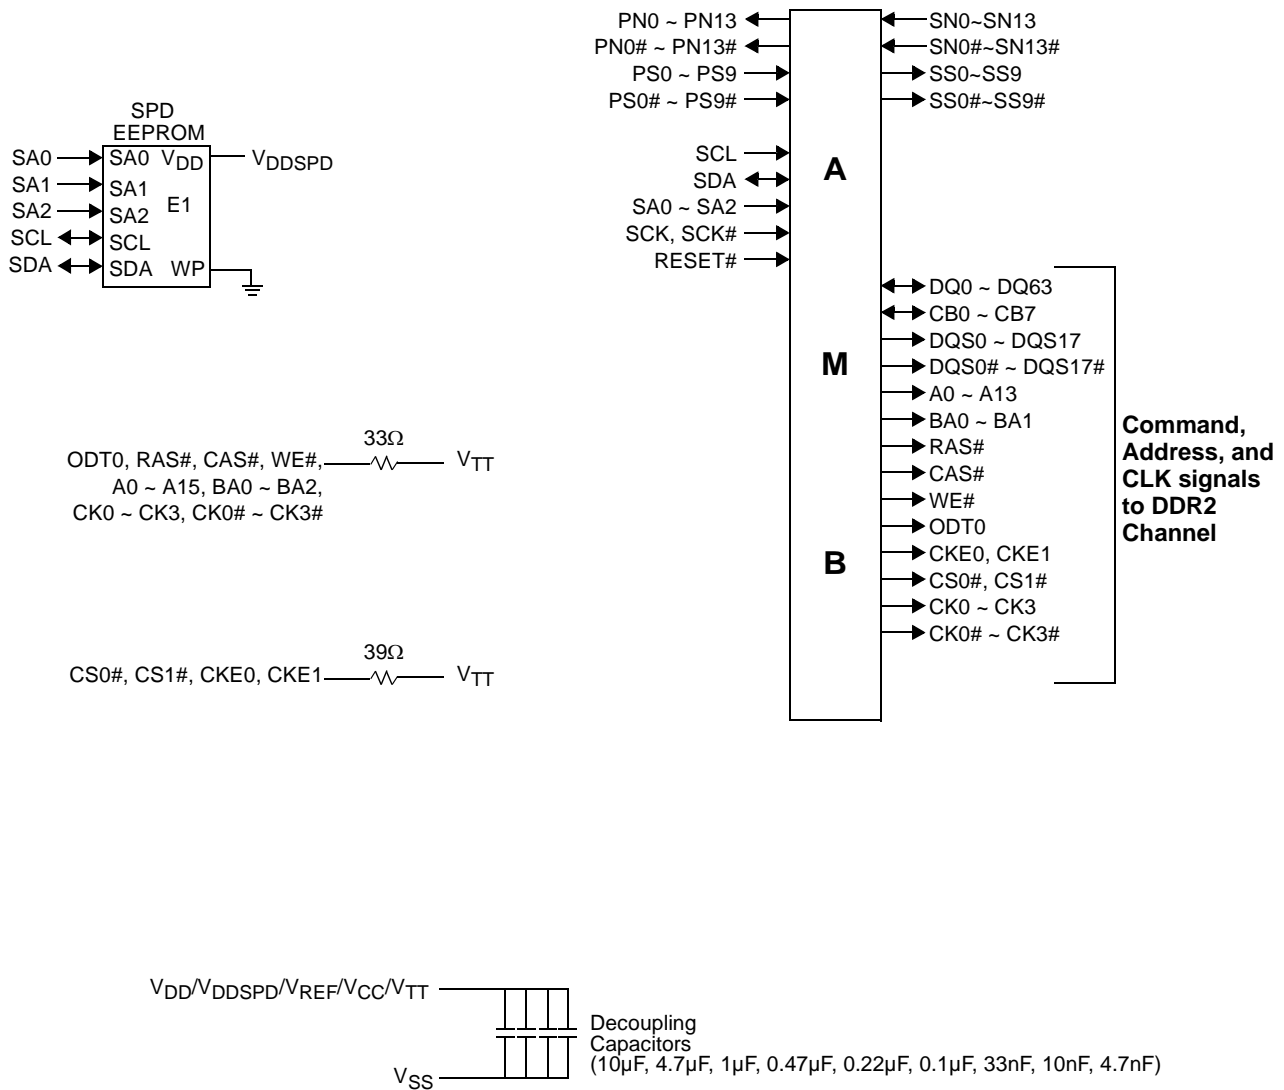 PN0 ~ PN13
PN0# ~ PN13#
PS0 ~ PS9
PS0# ~ PS9#
SN0~SN13
SN0#~SN13#
SS0~SS9
SS0#~SS9#
SPD
EEPROM
SA0
SA1
SA2
SCL
SDA
SA0 VDD
SA1
E1
SA2
SCL
SDA WP
VDDSPD
SCL
SDA
SA0 ~ SA2
SCK, SCK#
RESET#
A
M
B
DQ0 ~ DQ63
CB0 ~ CB7
DQS0 ~ DQS17
DQS0# ~ DQS17#
A0 ~ A13
BA0 ~ BA1
RAS#
CAS#
WE#
ODT0
CKE0, CKE1
CS0#, CS1#
CK0 ~ CK3
CK0# ~ CK3#
Command,
Address, and
CLK signals
to DDR2
Channel
33Ω
ODT0, RAS#, CAS#, WE#, VTT
A0 ~ A15, BA0 ~ BA2,
CK0 ~ CK3, CK0# ~ CK3#
39Ω
CS0#, CS1#, CKE0, CKE1 VTT
VDD/VDDSPD/VREF/VCC/VTT
Decoupling
Capacitors
(10µF, 4.7µF, 1µF, 0.47µF, 0.22µF, 0.1µF, 33nF, 10nF, 4.7nF)
VSS